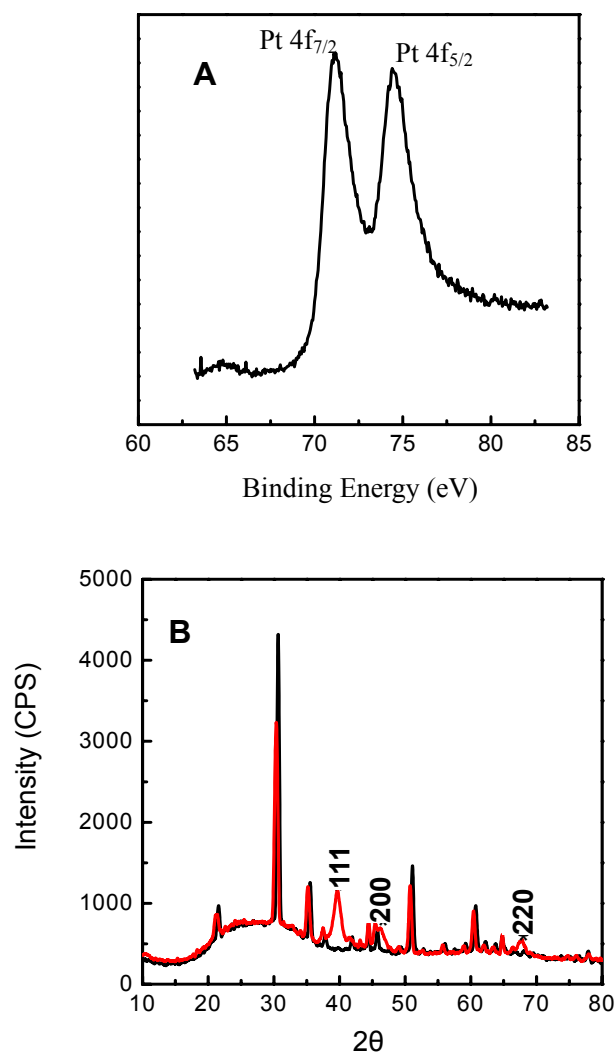 Pt 4f7/2
Pt 4f5/2
A
60 65 70 75 80 85
Binding Energy (eV)
5000
B
4000
3000
2000
1000
0
111
200
220
Intensity (CPS)
10 20 30 40 50 60 70 80
2θ